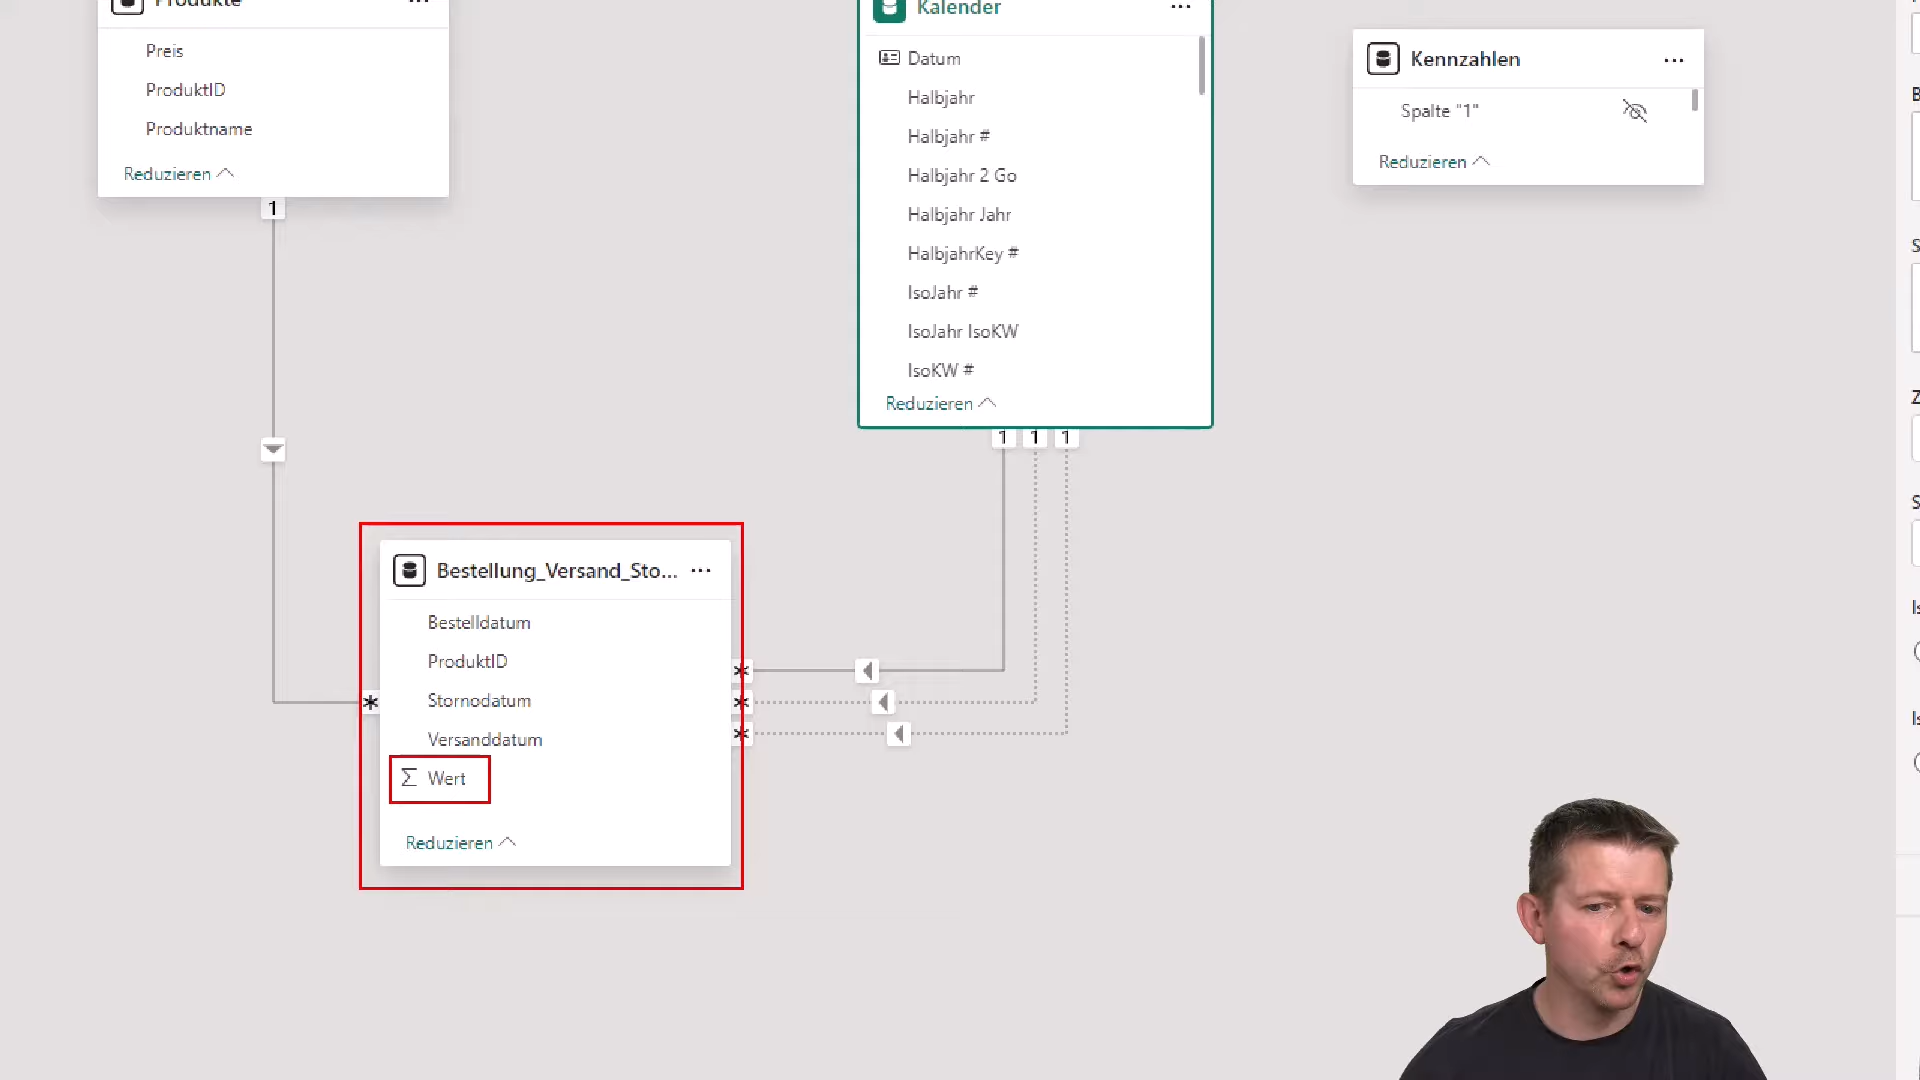 Produkte
Preis
ProduktID
Produktname
Reduzieren
1
Kalender
Datum
Halbjahr
Halbjahr #
Halbjahr 2 Go
Halbjahr Jahr
HalbjahrKey #
IsoJahr #
IsoJahr IsoKW
IsoKW #
Reduzieren
1 1 1
Kennzahlen
Spalte "1"
Reduzieren
Bestellung_Versand_Sto...
Bestelldatum
ProduktID
Stornodatum
Versanddatum
Σ Wert
Reduzieren
* * * *